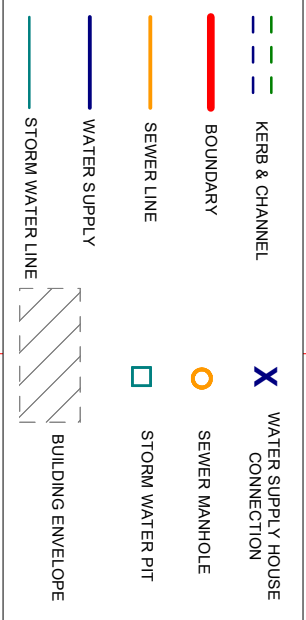 KERB & CHANNEL
BOUNDARY
SEWER LINE
WATER SUPPLY
STORM WATER LINE
X
WATER SUPPLY HOUSE
CONNECTION
SEWER MANHOLE
STORM WATER PIT
BUILDING ENVELOPE